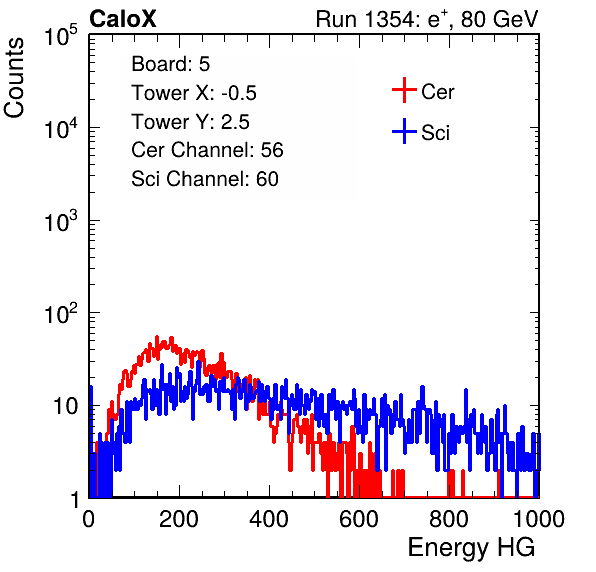 CaloX Run 1354: e⁺, 80 GeV
Counts
Board: 5
Tower X: -0.5
Tower Y: 2.5
Cer Channel: 56
Sci Channel: 60
Cer
Sci
10⁵
10⁴
10³
10²
10
1
0 200 400 600 800 1000
Energy HG